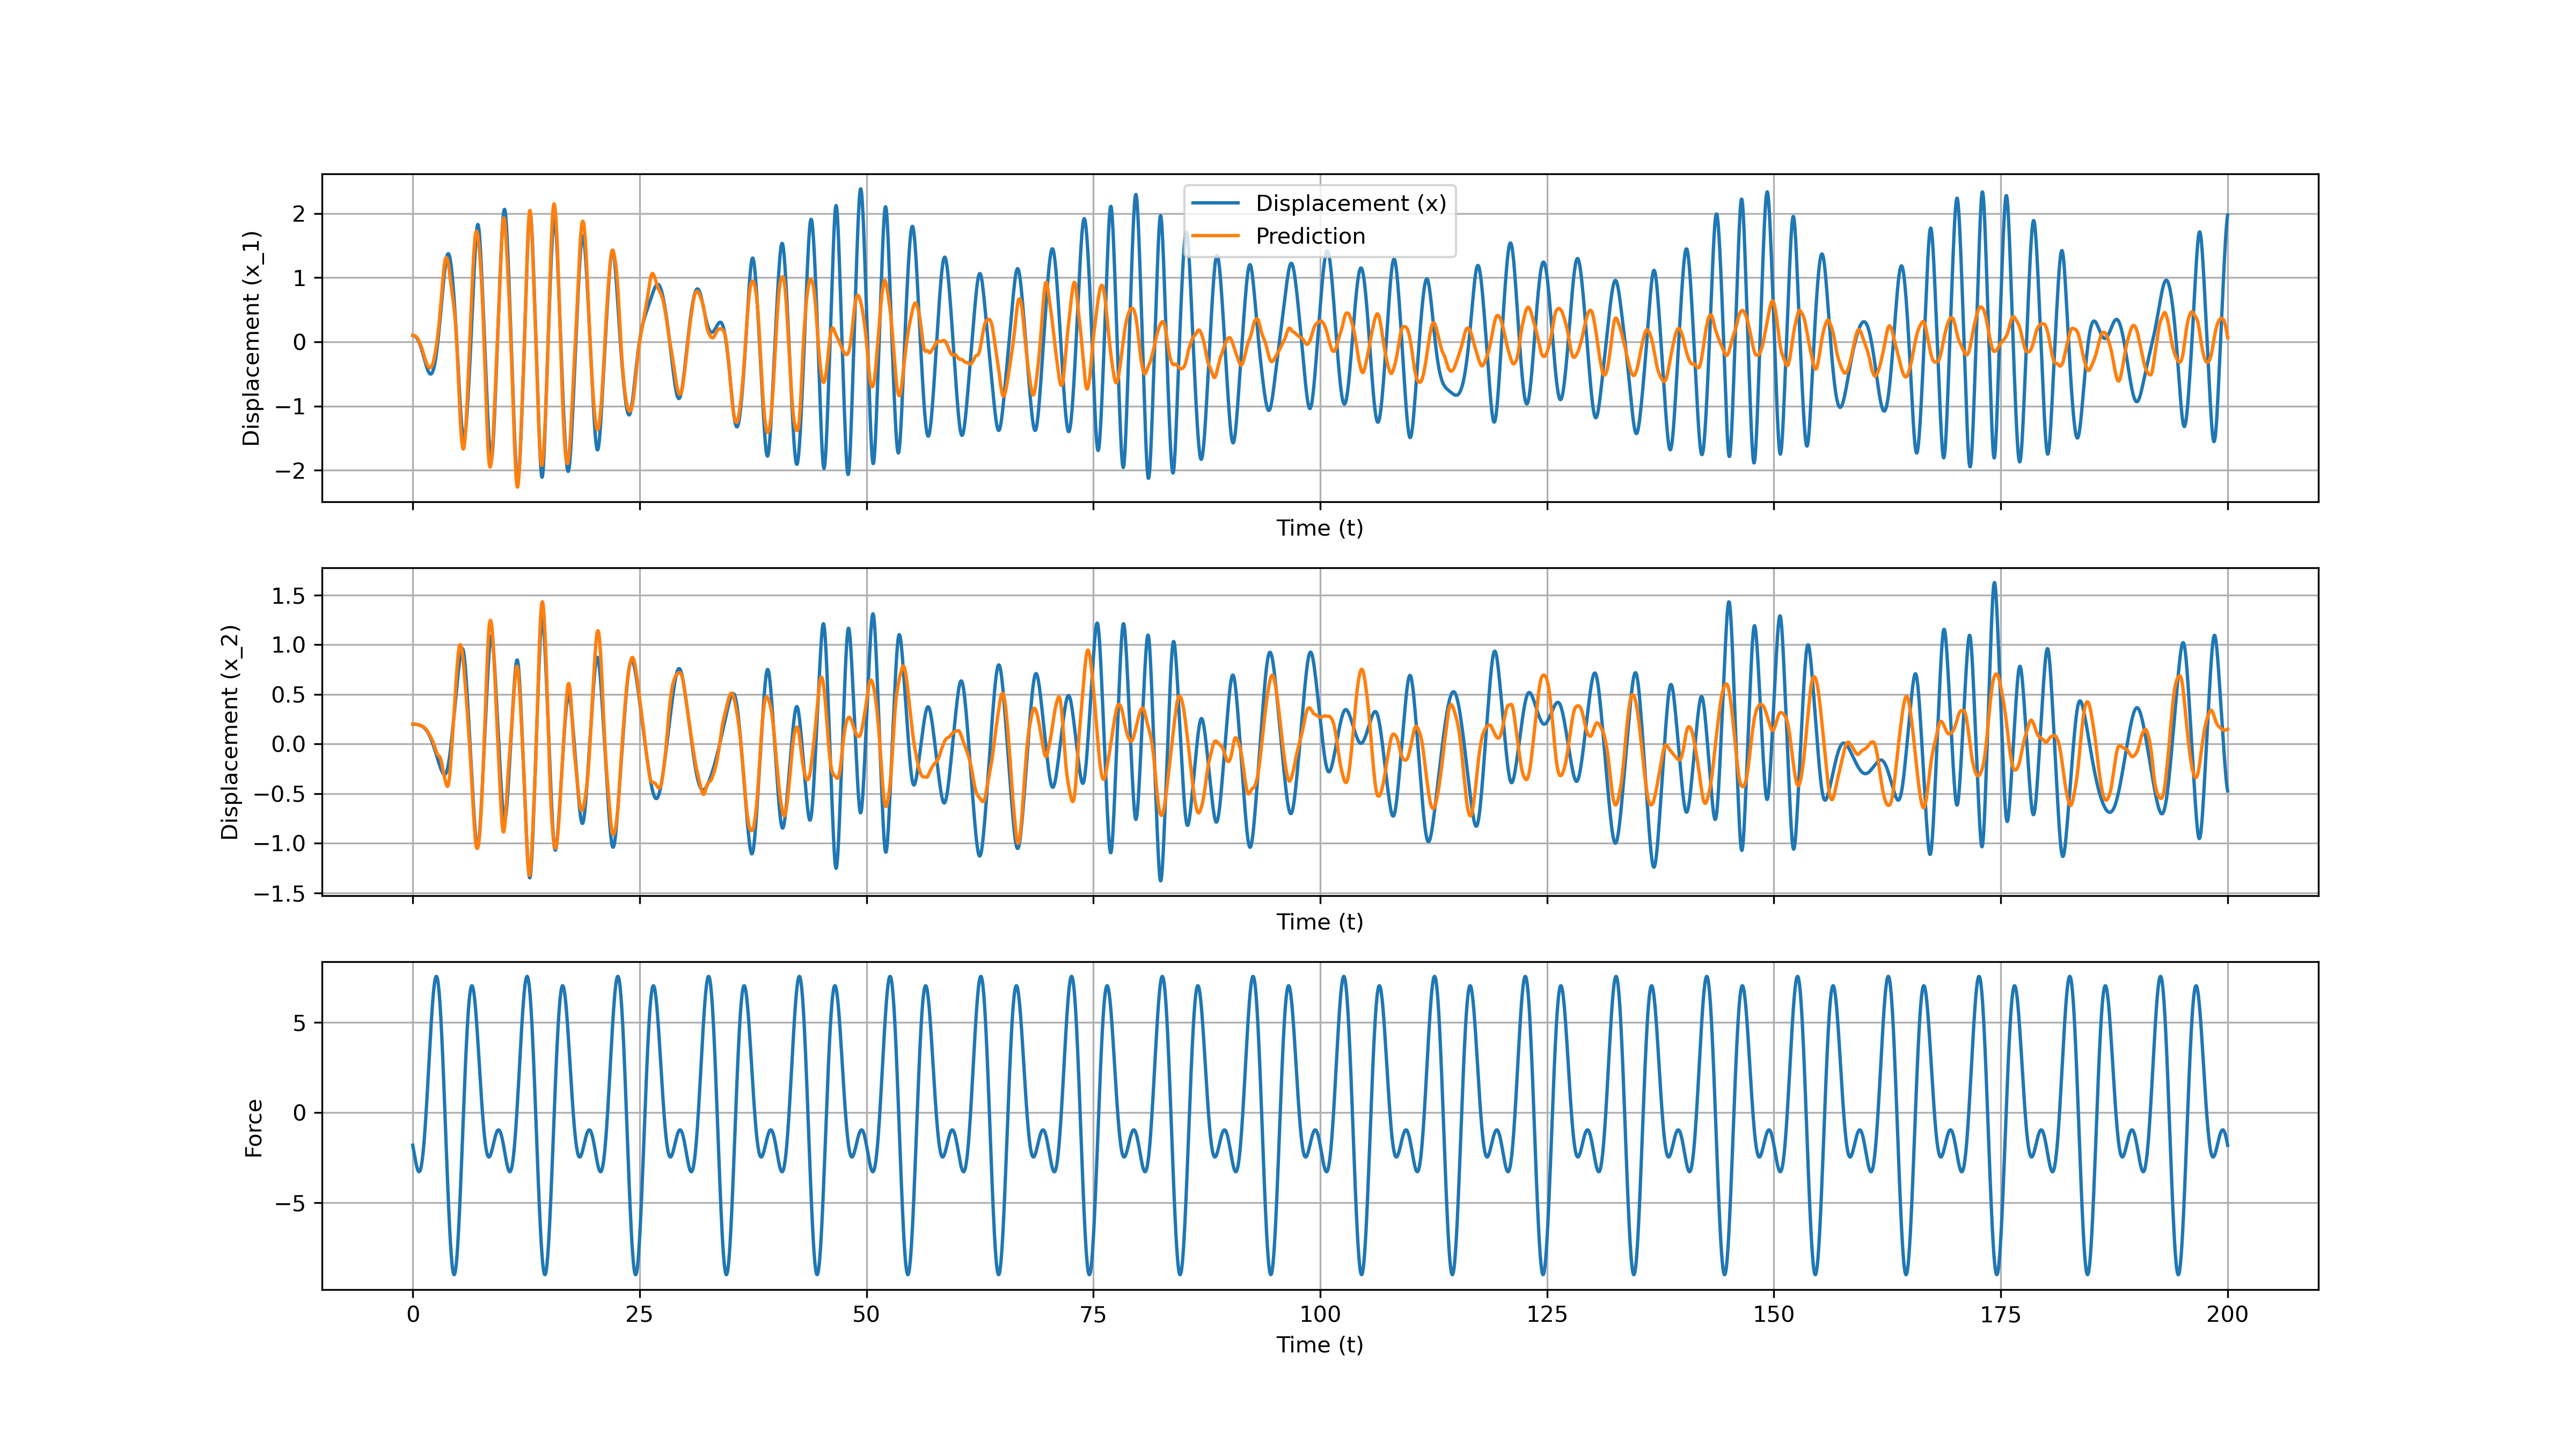 Displacement (x_1)
2
1
0
−1
−2
Displacement (x)
Prediction
Time (t)
Displacement (x_2)
1.5
1.0
0.5
0.0
−0.5
−1.0
−1.5
Time (t)
Force
5
0
−5
0 25 50 75 100 125 150 175 200
Time (t)